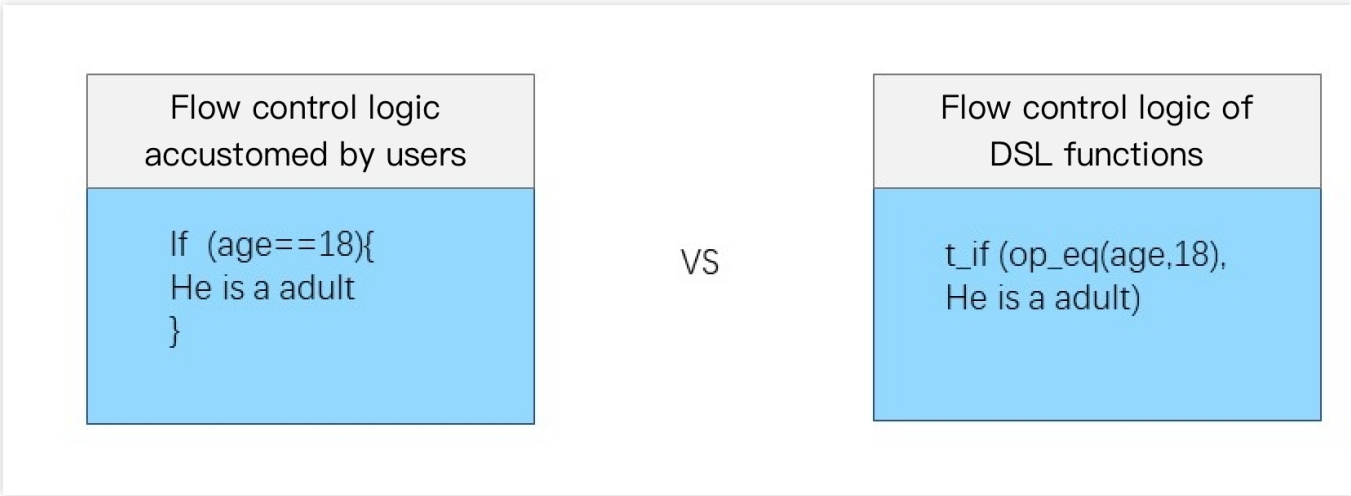 Flow control logic
accustomed by users
If (age==18){
He is a adult
}
VS
Flow control logic of
DSL functions
t_if (op_eq(age,18),
He is a adult)